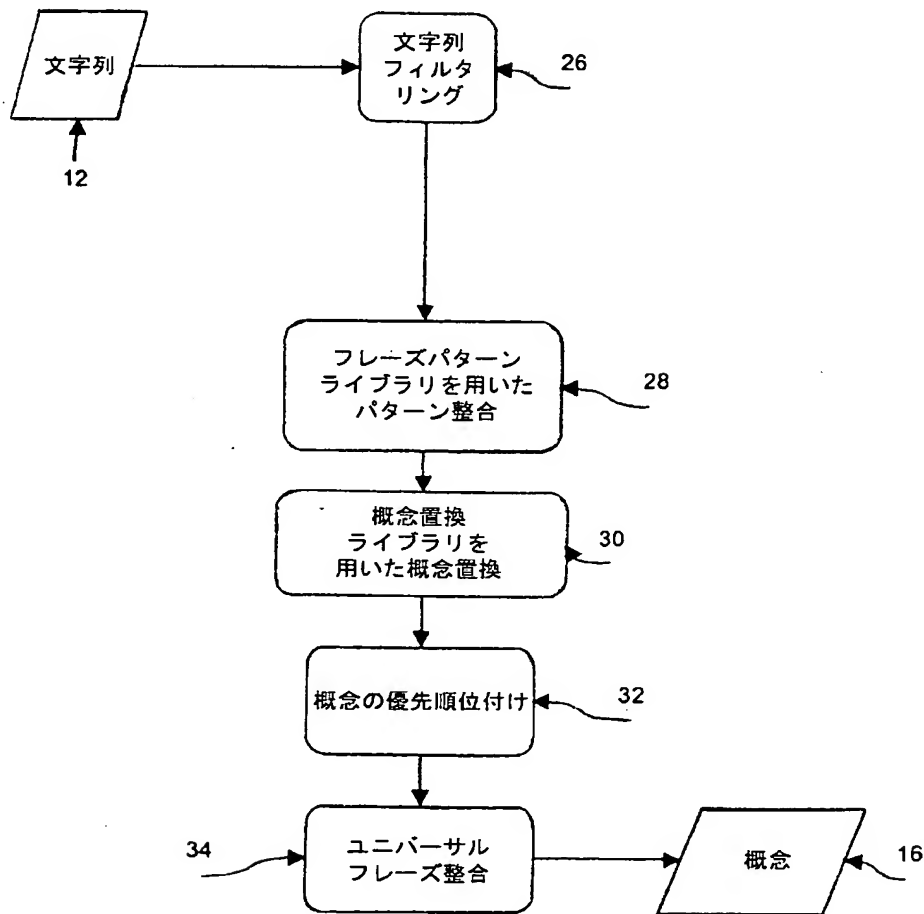 文字列
12
文字列
フィルタ
リング
26
フレーズパターン
ライブラリを用いた
パターン整合
28
概念置換
ライブラリを
用いた概念置換
30
概念の優先順位付け
32
34
ユニバーサル
フレーズ整合
概念
16